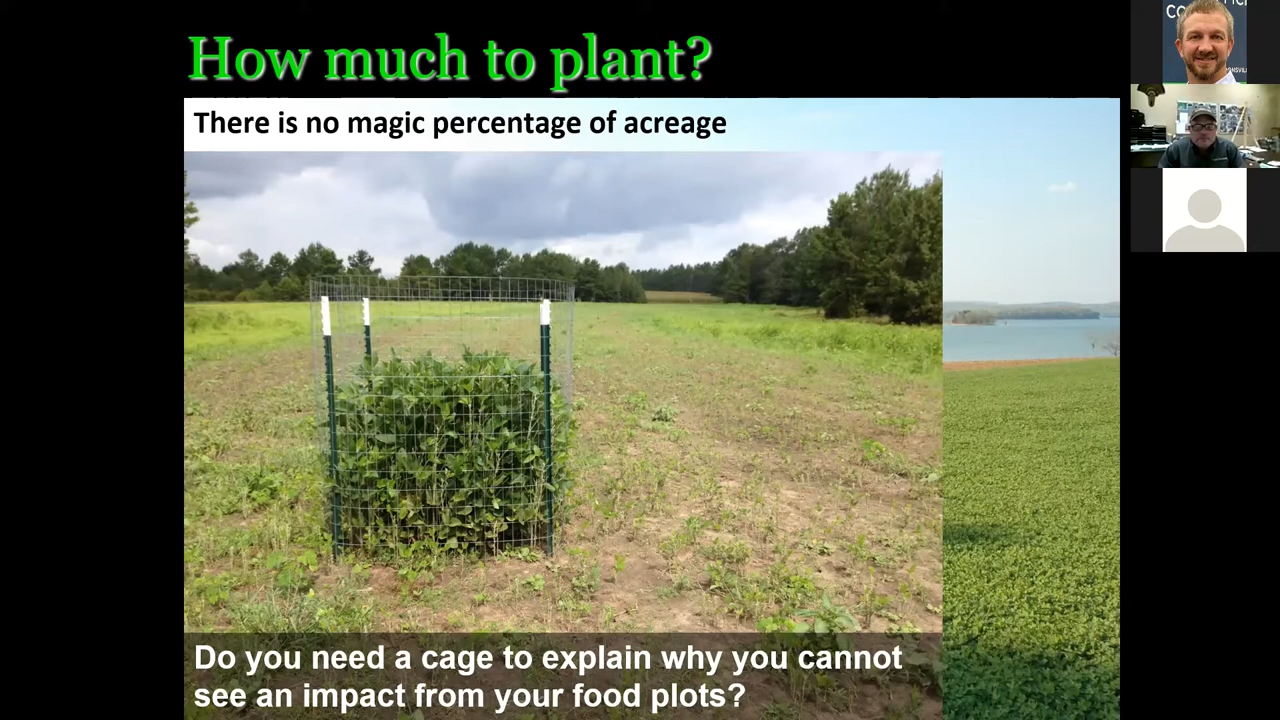 How much to plant?
There is no magic percentage of acreage
Do you need a cage to explain why you cannot
see an impact from your food plots?